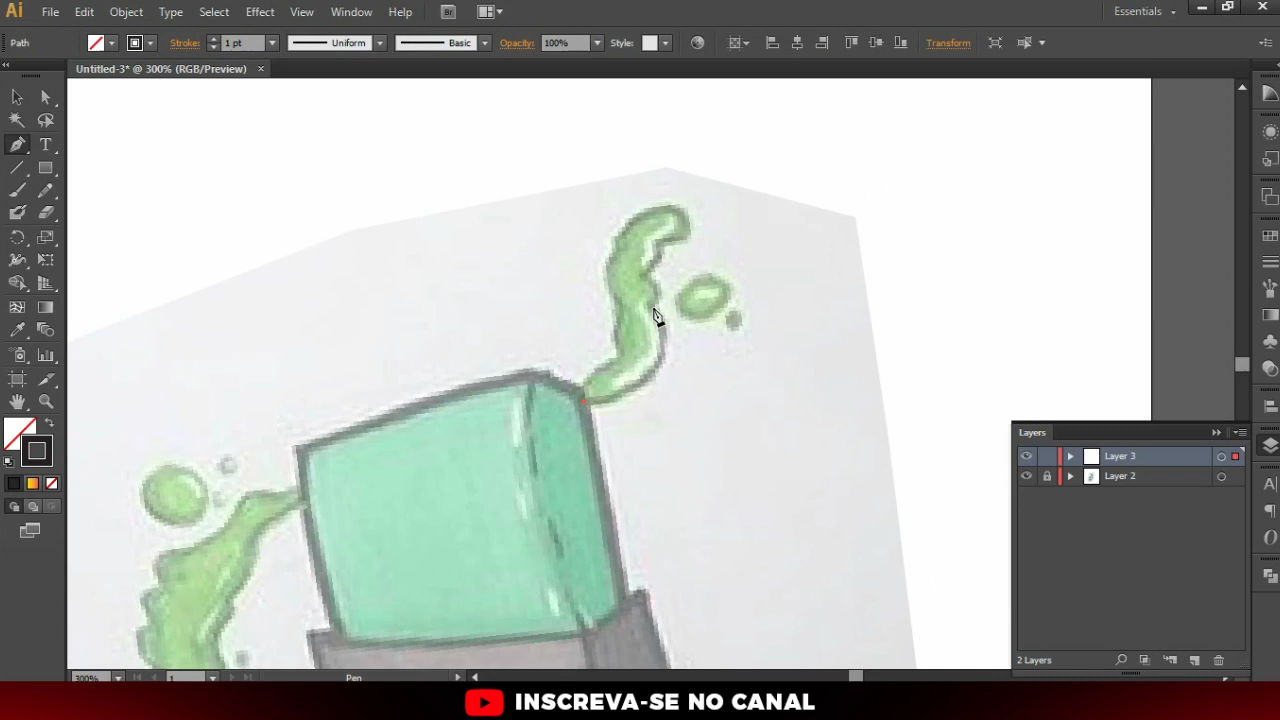 Ai File Edit Object Type Select Effect View Window Help Br Essentials
Path Stroke: 1 pt Uniform Basic Opacity: 100% Style: Transform
Untitled-3* @ 300% (RGB/Preview) ×
T
Layers
Layer 3
Layer 2
A
¶
O
2 Layers
300% 1 Pen
INSCREVA-SE NO CANAL